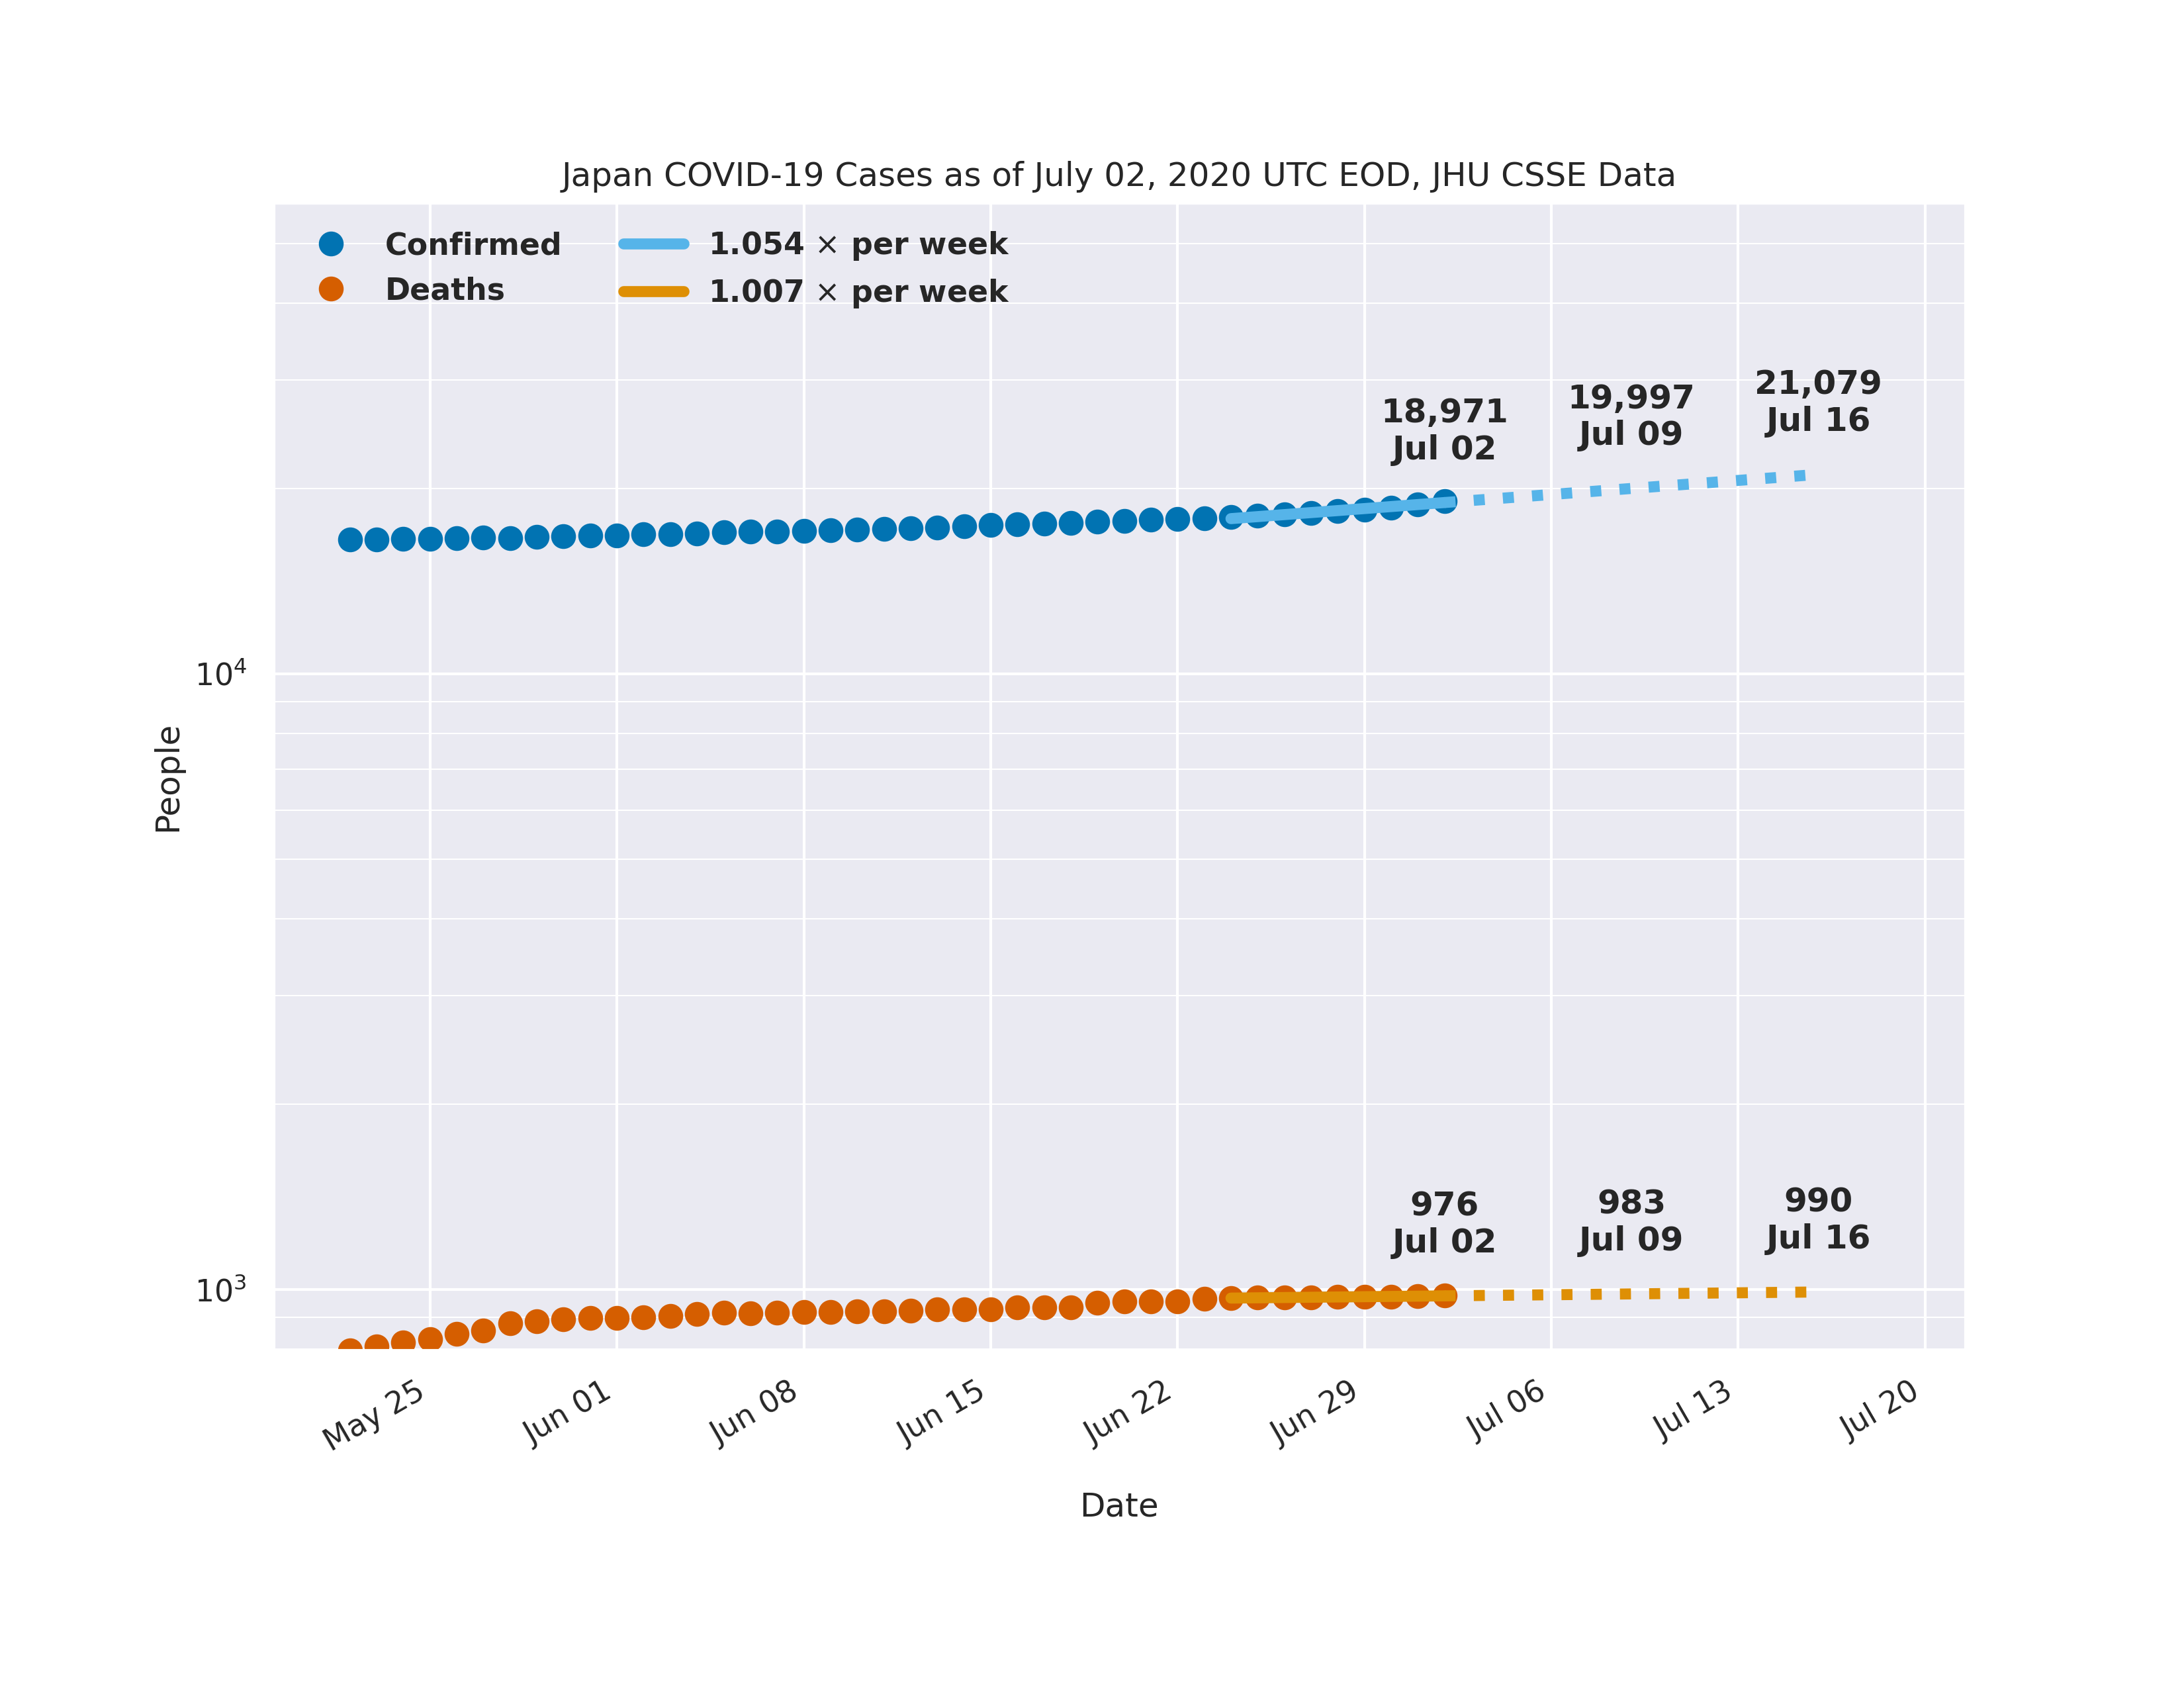 Japan COVID-19 Cases as of July 02, 2020 UTC EOD, JHU CSSE Data
Confirmed
Deaths
1.054 × per week
1.007 × per week
18,971
Jul 02
19,997
Jul 09
21,079
Jul 16
10⁴
People
976
Jul 02
983
Jul 09
990
Jul 16
10³
May 25
Jun 01
Jun 08
Jun 15
Jun 22
Jun 29
Jul 06
Jul 13
Jul 20
Date